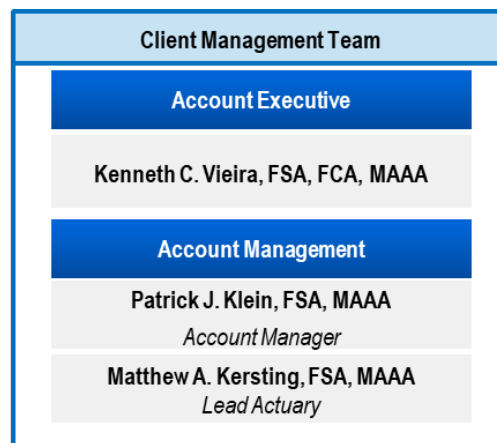 Client Management Team
Account Executive
Kenneth C. Vieira, FSA, FCA, MAAA
Account Management
Patrick J. Klein, FSA, MAAA
Account Manager
Matthew A. Kersting, FSA, MAAA
Lead Actuary